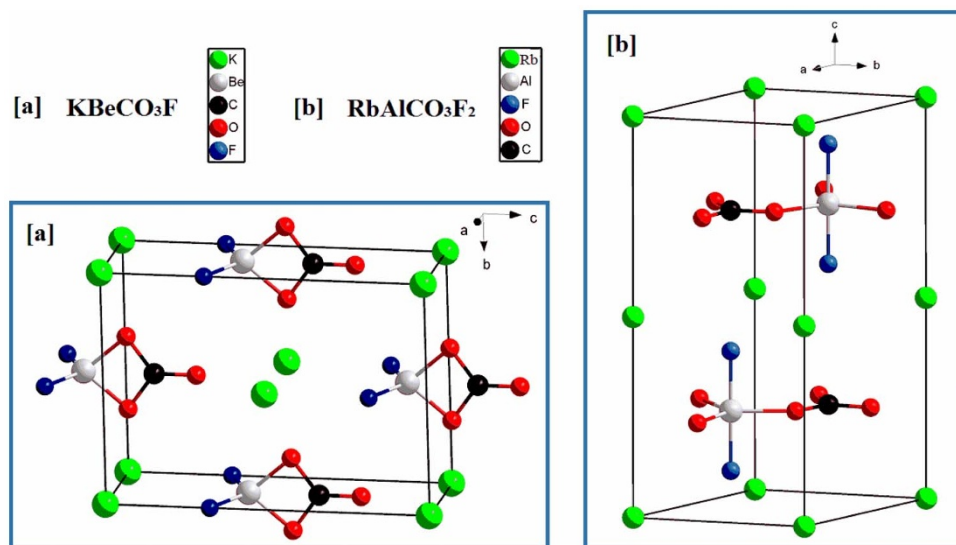 [a] KBeCO₃F
K
Be
C
O
F
[b] RbAlCO₃F₂
Rb
Al
F
O
C
[a]
a
b
c
[b]
c
a
b